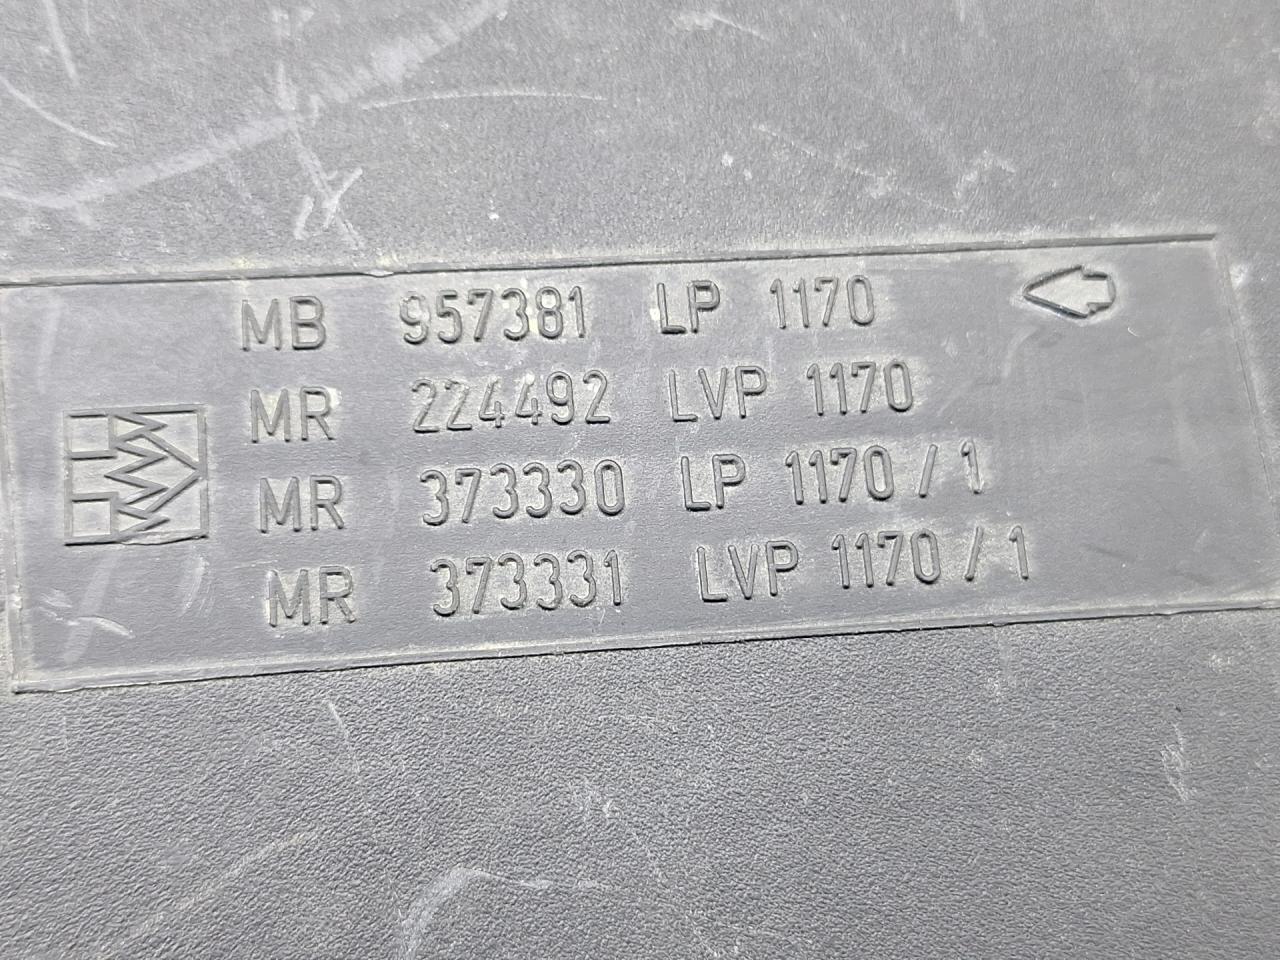 MB 957381 LP 1170
MR 224492 LVP 1170
MR 373330 LP 1170/1
MR 373331 LVP 1170/1